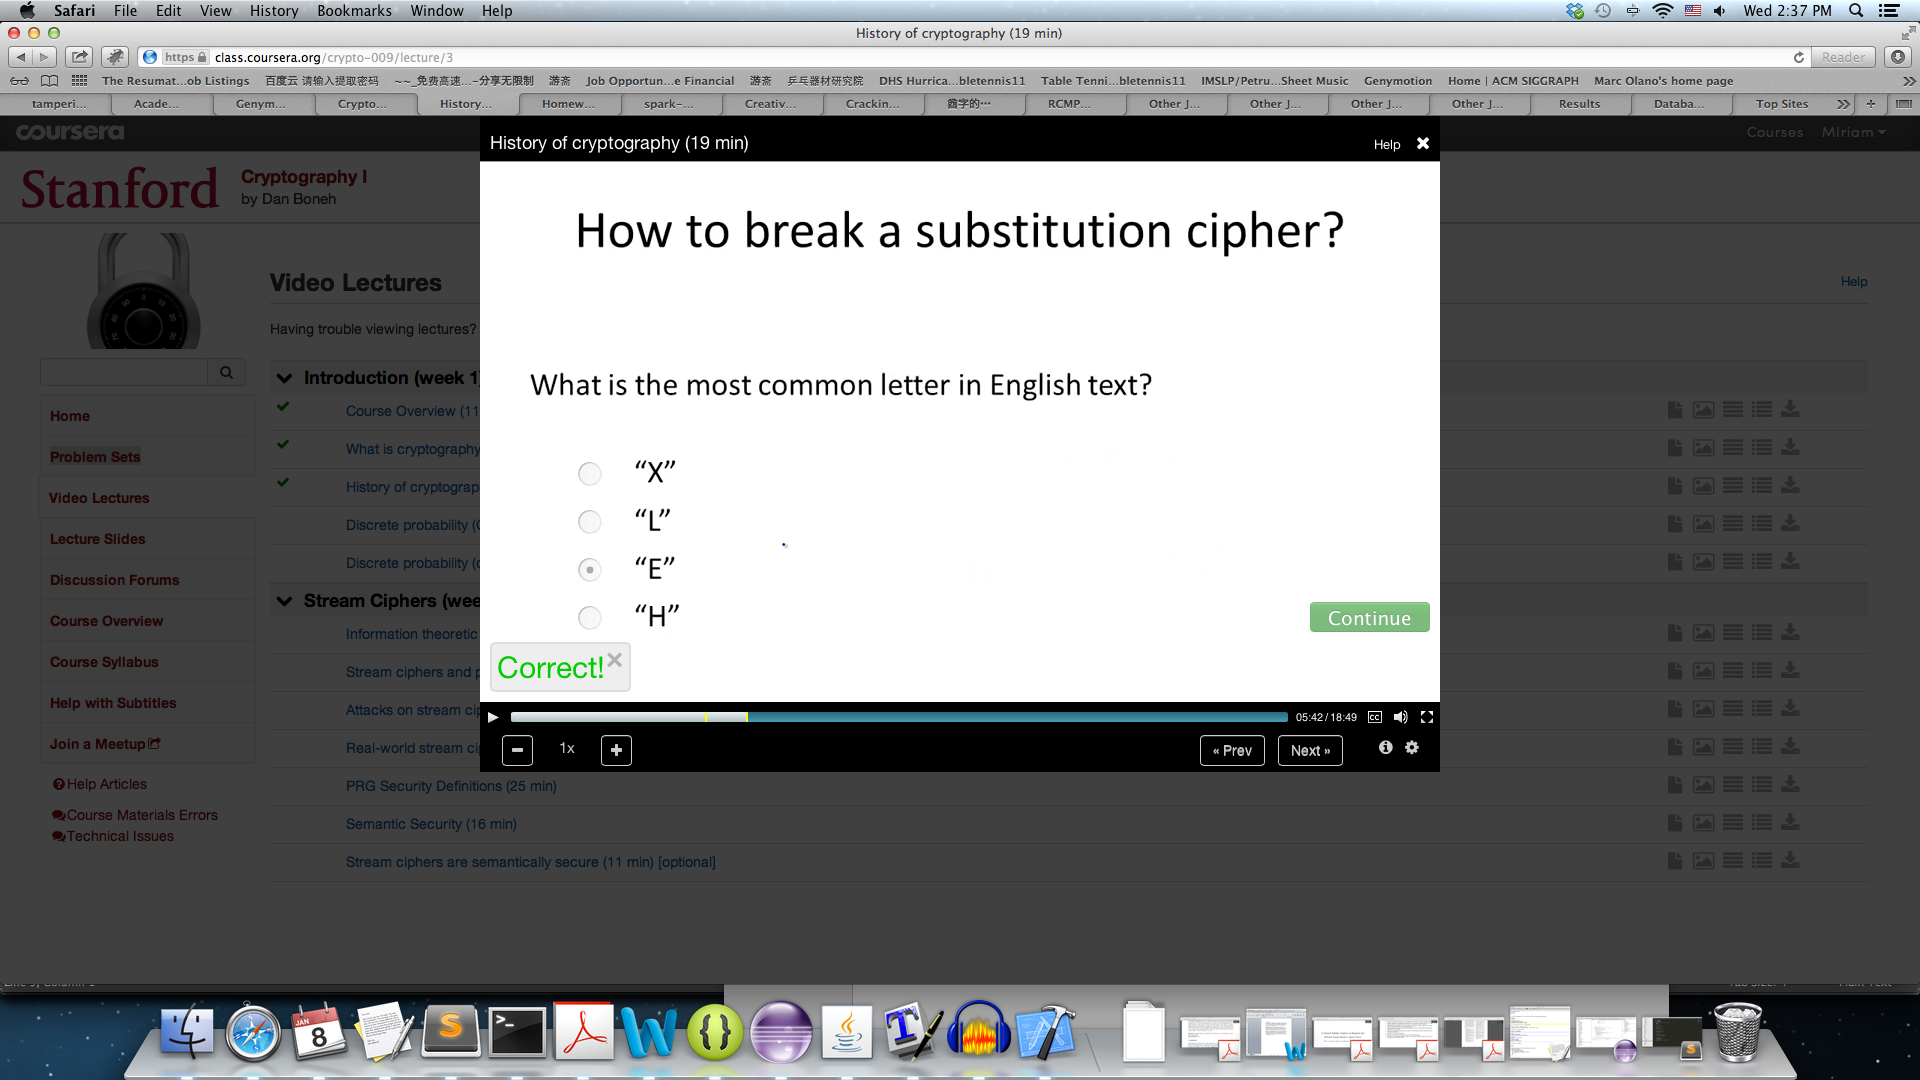 Safari File Edit View History Bookmarks Window Help Wed 2:37 PM
History of cryptography (19 min)
https class.coursera.org/crypto-009/lecture/3 Reader
The Resumat...ob Listings 百度云 请输入提取密码 ~~_免费高速...-分享无限制 游斋 Job Opportun...e Financial 游斋 乒乓器材研究院 DHS Hurrica...bletennis11 Table Tenni...bletennis11 IMSLP/Petru...Sheet Music Genymotion Home | ACM SIGGRAPH Marc Olano's home page
tamperi... Acade... Genym... Crypto... History... Homew... spark-... Creativ... Crackin... RCMP... Other J... Other J... Other J... Other J... Results Databa... Top Sites
coursera Courses MIriam
Stanford
Cryptography I
by Dan Boneh
History of cryptography (19 min) Help
How to break a substitution cipher?
What is the most common letter in English text?
“X”
“L”
“E”
“H”
Continue
Correct!
05:42 / 18:49 CC
1x
« Prev Next »
Home
Problem Sets
Video Lectures
Lecture Slides
Discussion Forums
Course Overview
Course Syllabus
Help with Subtitles
Join a Meetup
Help Articles
Course Materials Errors
Technical Issues
Video Lectures Help
Having trouble viewing lectures?
Introduction (week 1
Course Overview (11
What is cryptography
History of cryptograp
Discrete probability (
Discrete probability (
Stream Ciphers (wee
Information theoretic
Stream ciphers and p
Attacks on stream cip
Real-world stream cip
PRG Security Definitions (25 min)
Semantic Security (16 min)
Stream ciphers are semantically secure (11 min) [optional]
JAN
8